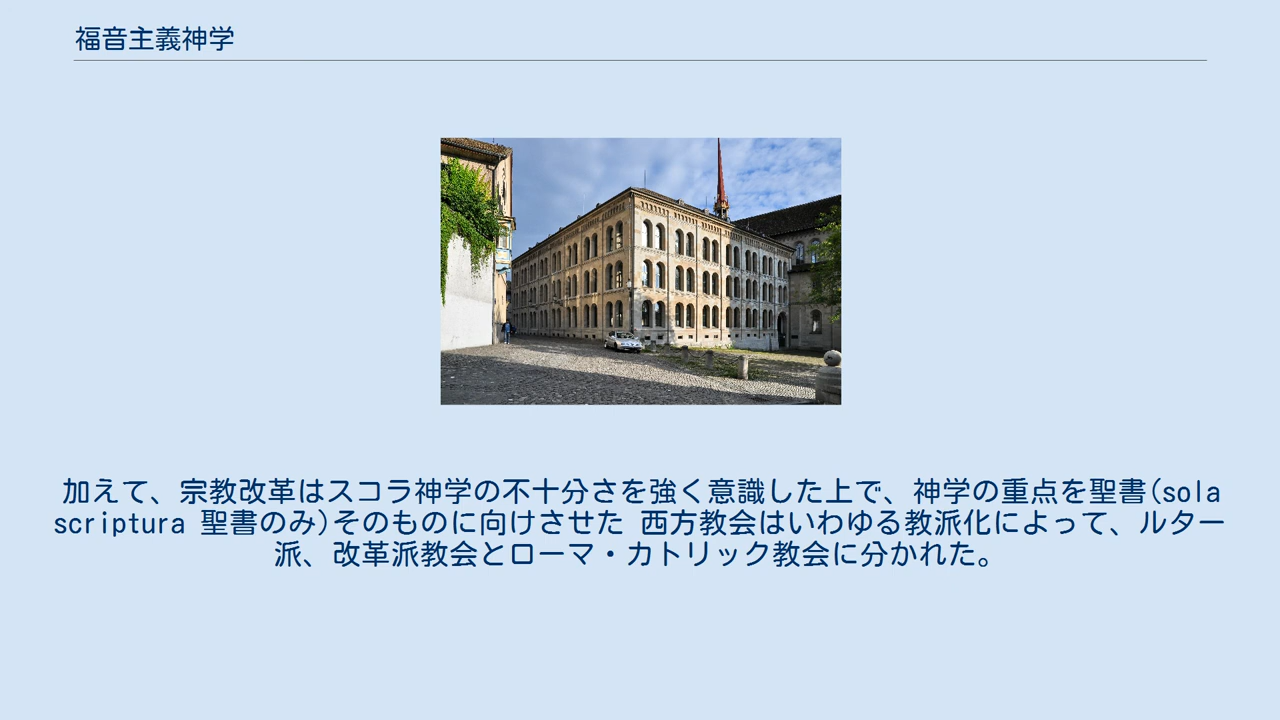 福音主義神学
加えて、宗教改革はスコラ神学の不十分さを強く意識した上で、神学の重点を聖書(sola
scriptura 聖書のみ)そのものに向けさせた 西方教会はいわゆる教派化によって、ルター
派、改革派教会とローマ・カトリック教会に分かれた。